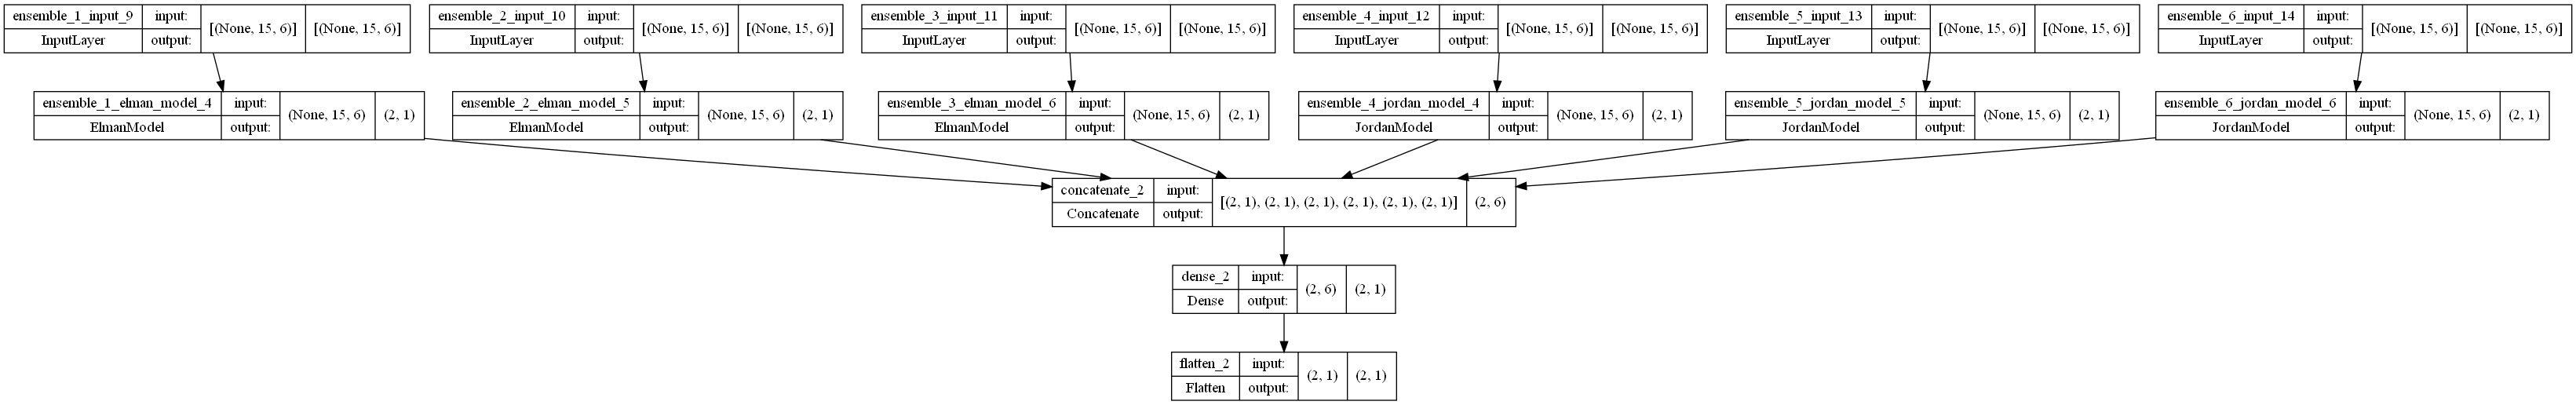 ensemble_1_input_9 input: [(None, 15, 6)] [(None, 15, 6)]
InputLayer output:
ensemble_2_input_10 input: [(None, 15, 6)] [(None, 15, 6)]
InputLayer output:
ensemble_3_input_11 input: [(None, 15, 6)] [(None, 15, 6)]
InputLayer output:
ensemble_4_input_12 input: [(None, 15, 6)] [(None, 15, 6)]
InputLayer output:
ensemble_5_input_13 input: [(None, 15, 6)] [(None, 15, 6)]
InputLayer output:
ensemble_6_input_14 input: [(None, 15, 6)] [(None, 15, 6)]
InputLayer output:
ensemble_1_elman_model_4 input: (None, 15, 6) (2, 1)
ElmanModel output:
ensemble_2_elman_model_5 input: (None, 15, 6) (2, 1)
ElmanModel output:
ensemble_3_elman_model_6 input: (None, 15, 6) (2, 1)
ElmanModel output:
ensemble_4_jordan_model_4 input: (None, 15, 6) (2, 1)
JordanModel output:
ensemble_5_jordan_model_5 input: (None, 15, 6) (2, 1)
JordanModel output:
ensemble_6_jordan_model_6 input: (None, 15, 6) (2, 1)
JordanModel output:
concatenate_2 input: [(2, 1), (2, 1), (2, 1), (2, 1), (2, 1), (2, 1)] (2, 6)
Concatenate output:
dense_2 input: (2, 6) (2, 1)
Dense output:
flatten_2 input: (2, 1) (2, 1)
Flatten output: